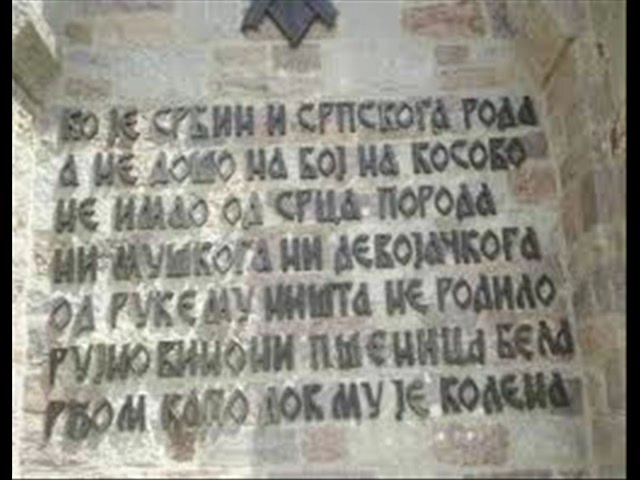 КО ЈЕ СРБИН И СРПСКОГА РОДА
А НЕ ДОШО НА БОЈ НА КОСОВО
НЕ ИМАО ОД СРЦА ПОРОДА
НИ МУШКОГА НИ ДЕВОЈАЧКОГА
ОД РУКЕ МУ НИШТА НЕ РОДИЛО
РУЈНО ВИНО НИ ПШЕНИЦА БЕЛА
РЂОМ КАПО ДОК МУ ЈЕ КОЛЕНА